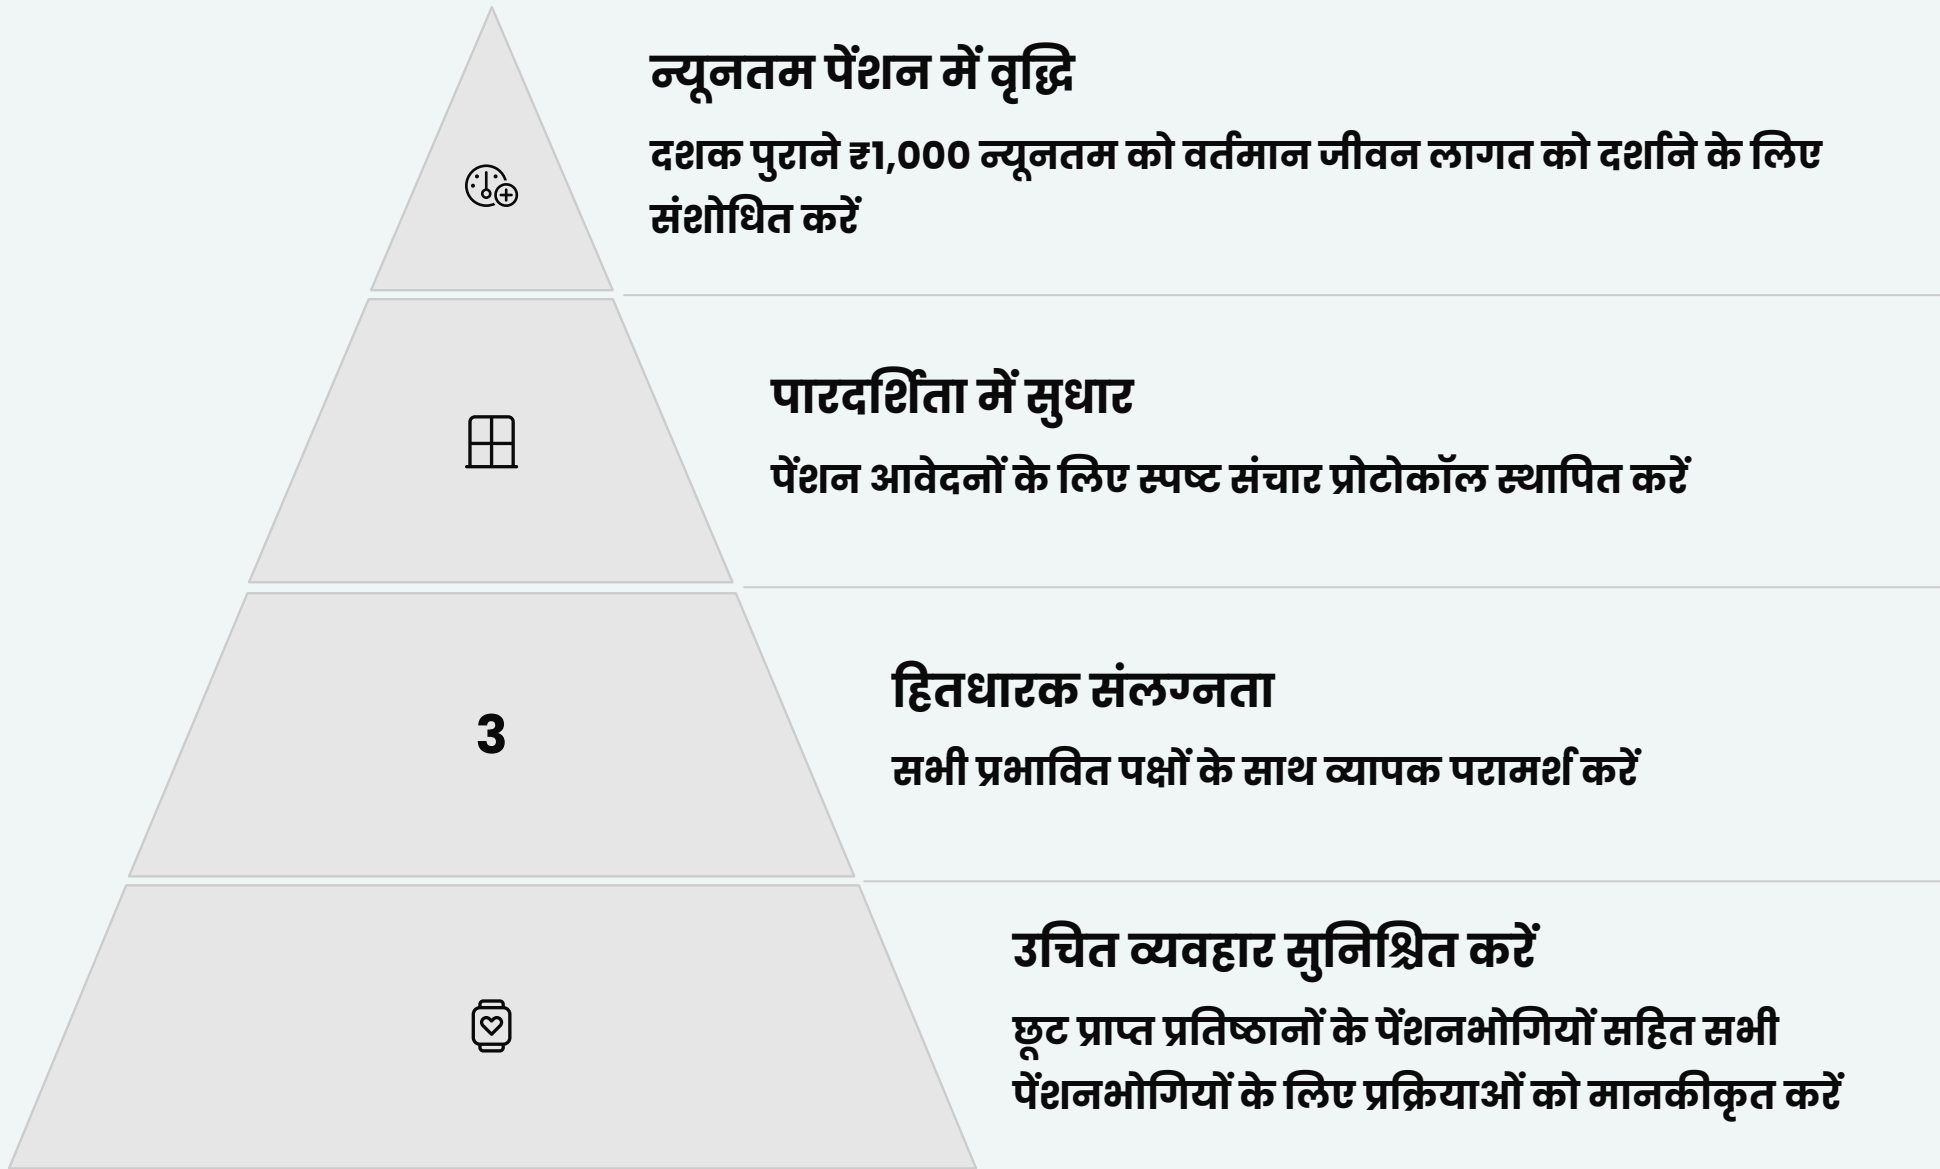 न्यूनतम पेंशन में वृद्धि
दशक पुराने ₹1,000 न्यूनतम को वर्तमान जीवन लागत को दर्शाने के लिए
संशोधित करें
पारदर्शिता में सुधार
पेंशन आवेदनों के लिए स्पष्ट संचार प्रोटोकॉल स्थापित करें
3
हितधारक संलग्नता
सभी प्रभावित पक्षों के साथ व्यापक परामर्श करें
उचित व्यवहार सुनिश्चित करें
छूट प्राप्त प्रतिष्ठानों के पेंशनभोगियों सहित सभी
पेंशनभोगियों के लिए प्रक्रियाओं को मानकीकृत करें